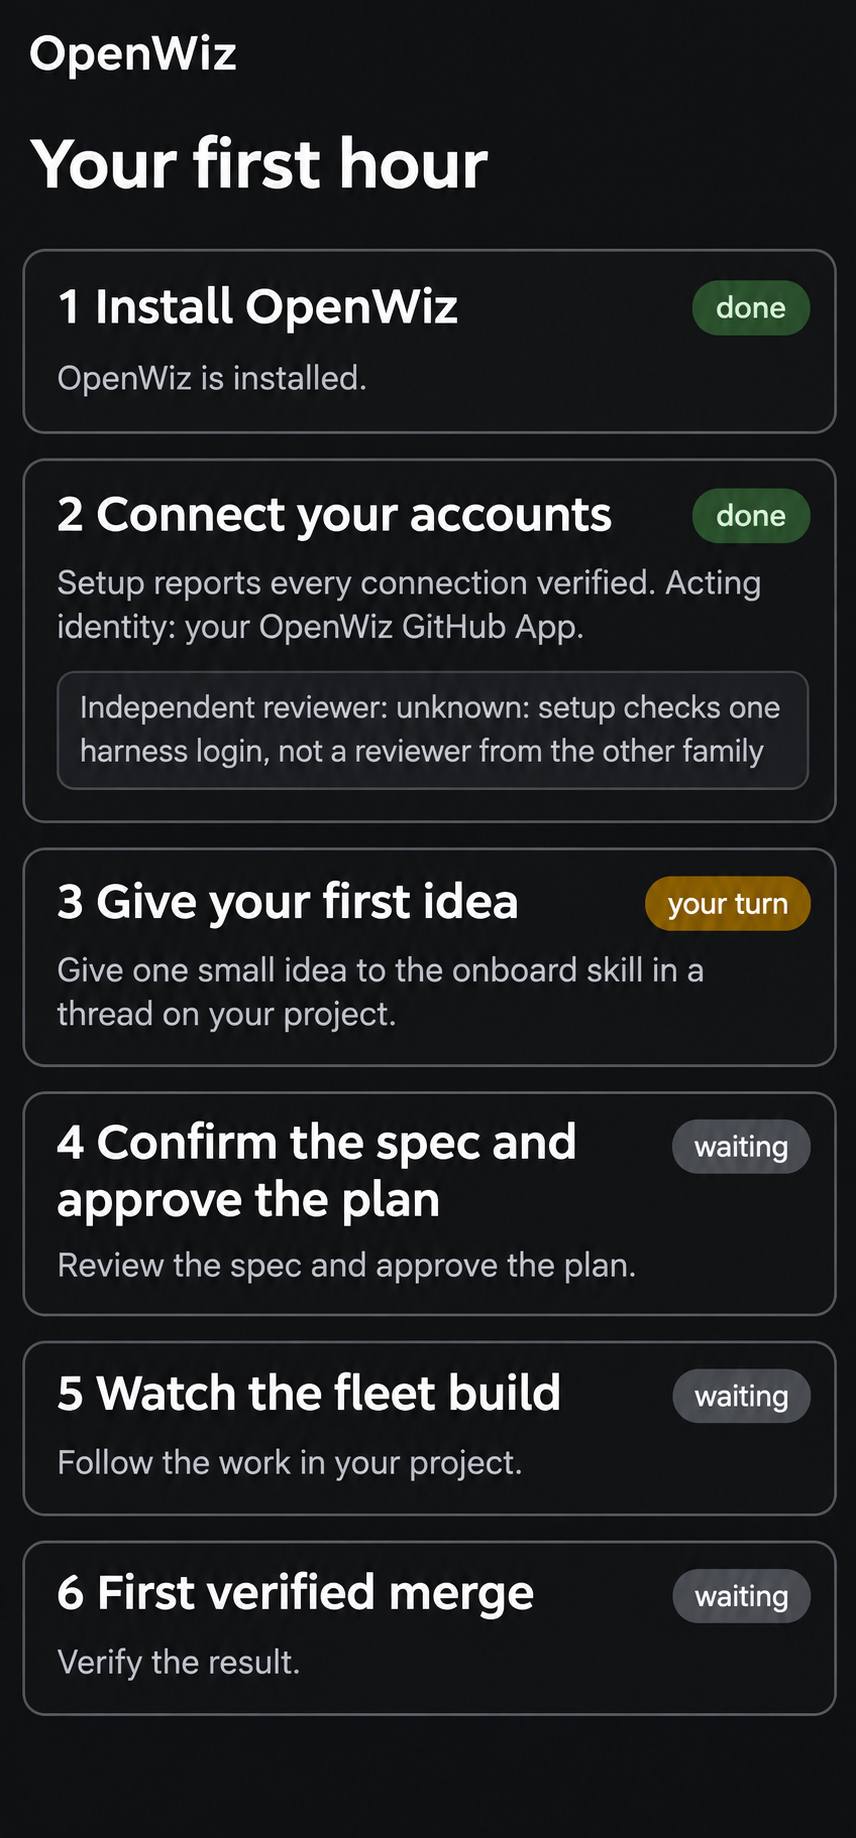 OpenWiz
Your first hour
1 Install OpenWiz
done
OpenWiz is installed.
2 Connect your accounts
done
Setup reports every connection verified. Acting
identity: your OpenWiz GitHub App.
Independent reviewer: unknown: setup checks one
harness login, not a reviewer from the other family
3 Give your first idea
your turn
Give one small idea to the onboard skill in a
thread on your project.
4 Confirm the spec and
approve the plan
waiting
Review the spec and approve the plan.
5 Watch the fleet build
waiting
Follow the work in your project.
6 First verified merge
waiting
Verify the result.